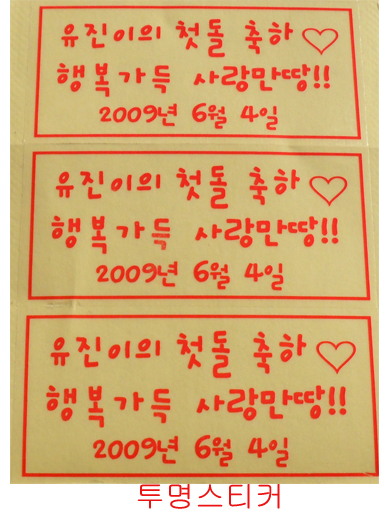 유진이의 첫돌 축하♡
행복가득 사랑만땅!!
2009년 6월 4일
유진이의 첫돌 축하♡
행복가득 사랑만땅!!
2009년 6월 4일
유진이의 첫돌 축하♡
행복가득 사랑만땅!!
2009년 6월 4일
투명스티커